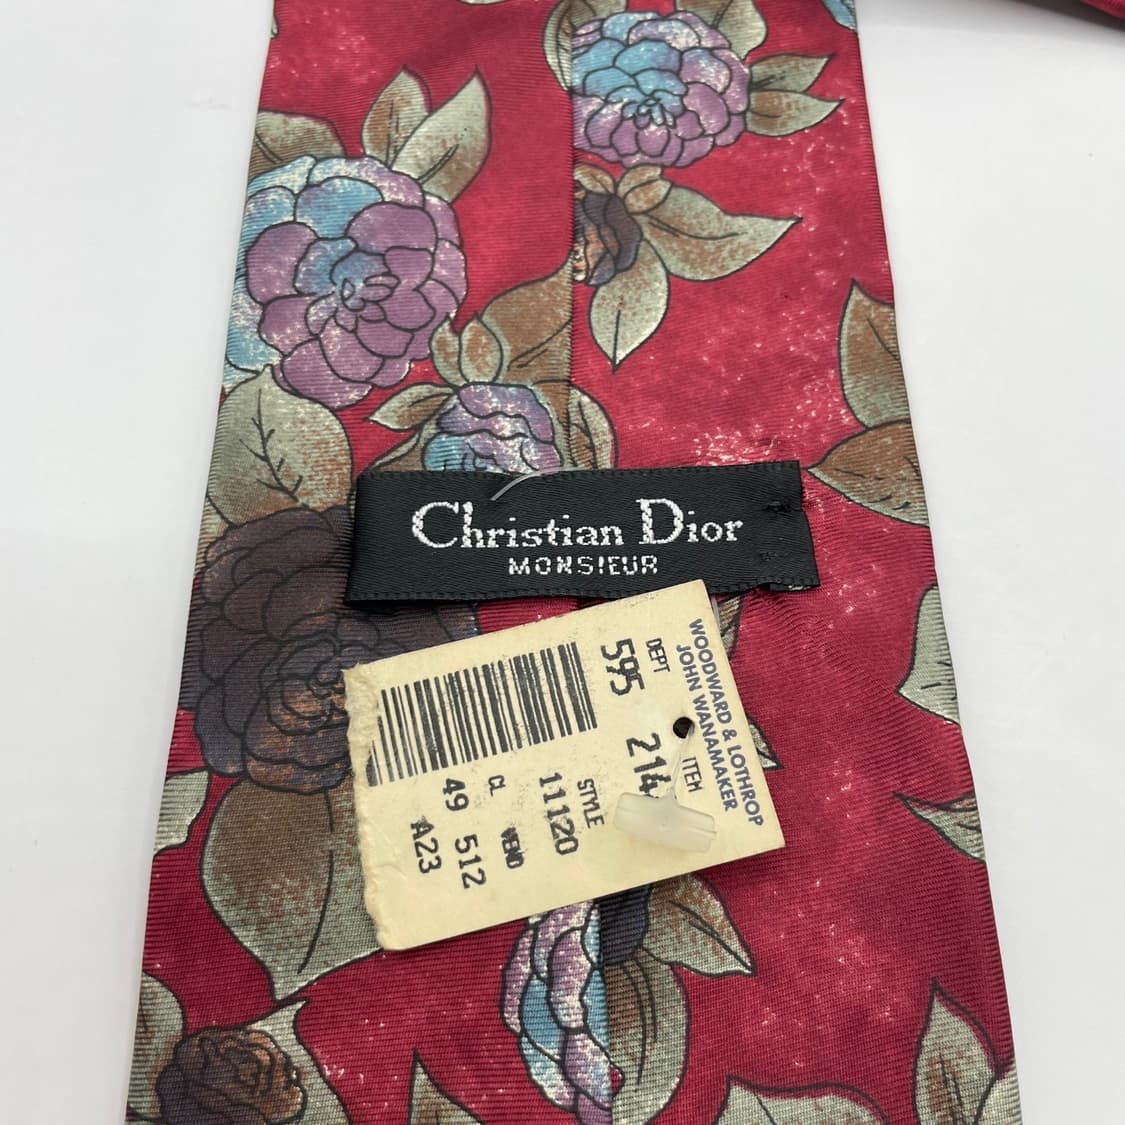 Christian Dior
MONSIEUR
WOODWARD & LOTHROP
JOHN WANAMAKER
DEPT ITEM
595 214
STYLE
11120
CL VEND
49 512
A23